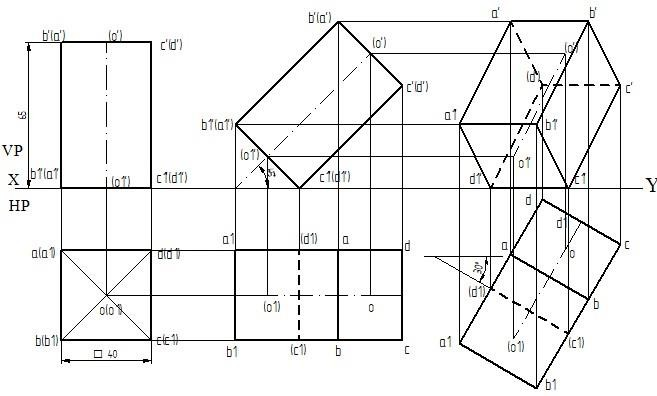 b'(a') (o') c'(d')
65
VP
b1'(a1') (o1') c1'(d1')
X
HP
a(a1) d(d1)
o(o1)
b(b1) c(c1)
□ 40
b'(a') (o') c'(d')
b1'(a1') (o1')
c1'(d1')
a1 (d1) a d
(o1) o
b1 (c1) b c
a' b'
(o')
(d') c'
a1' b1'
o1'
d1' c1'
Y
d
d1
a o c
30°
(d1) b
a1 (o1) (c1)
b1